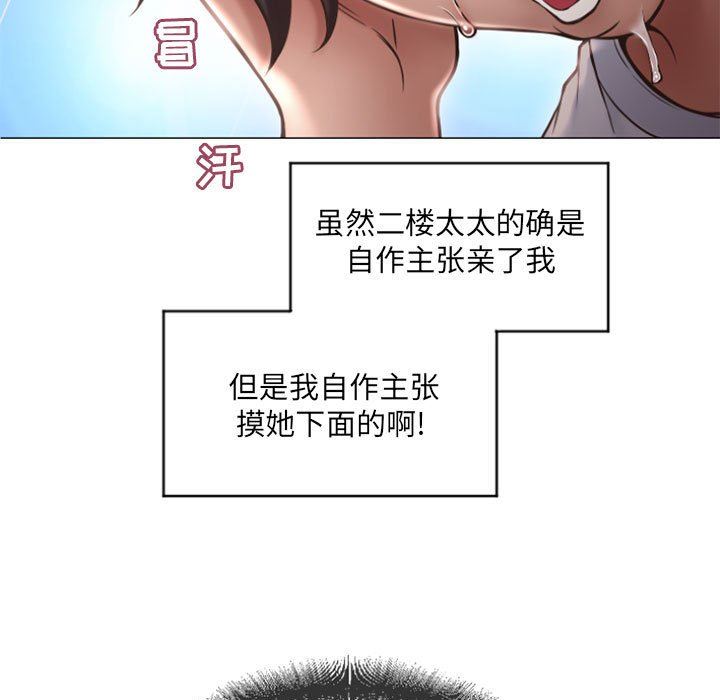 冒
汗
虽然二楼太太的确是
自作主张亲了我
但是我自作主张
摸她下面的啊!